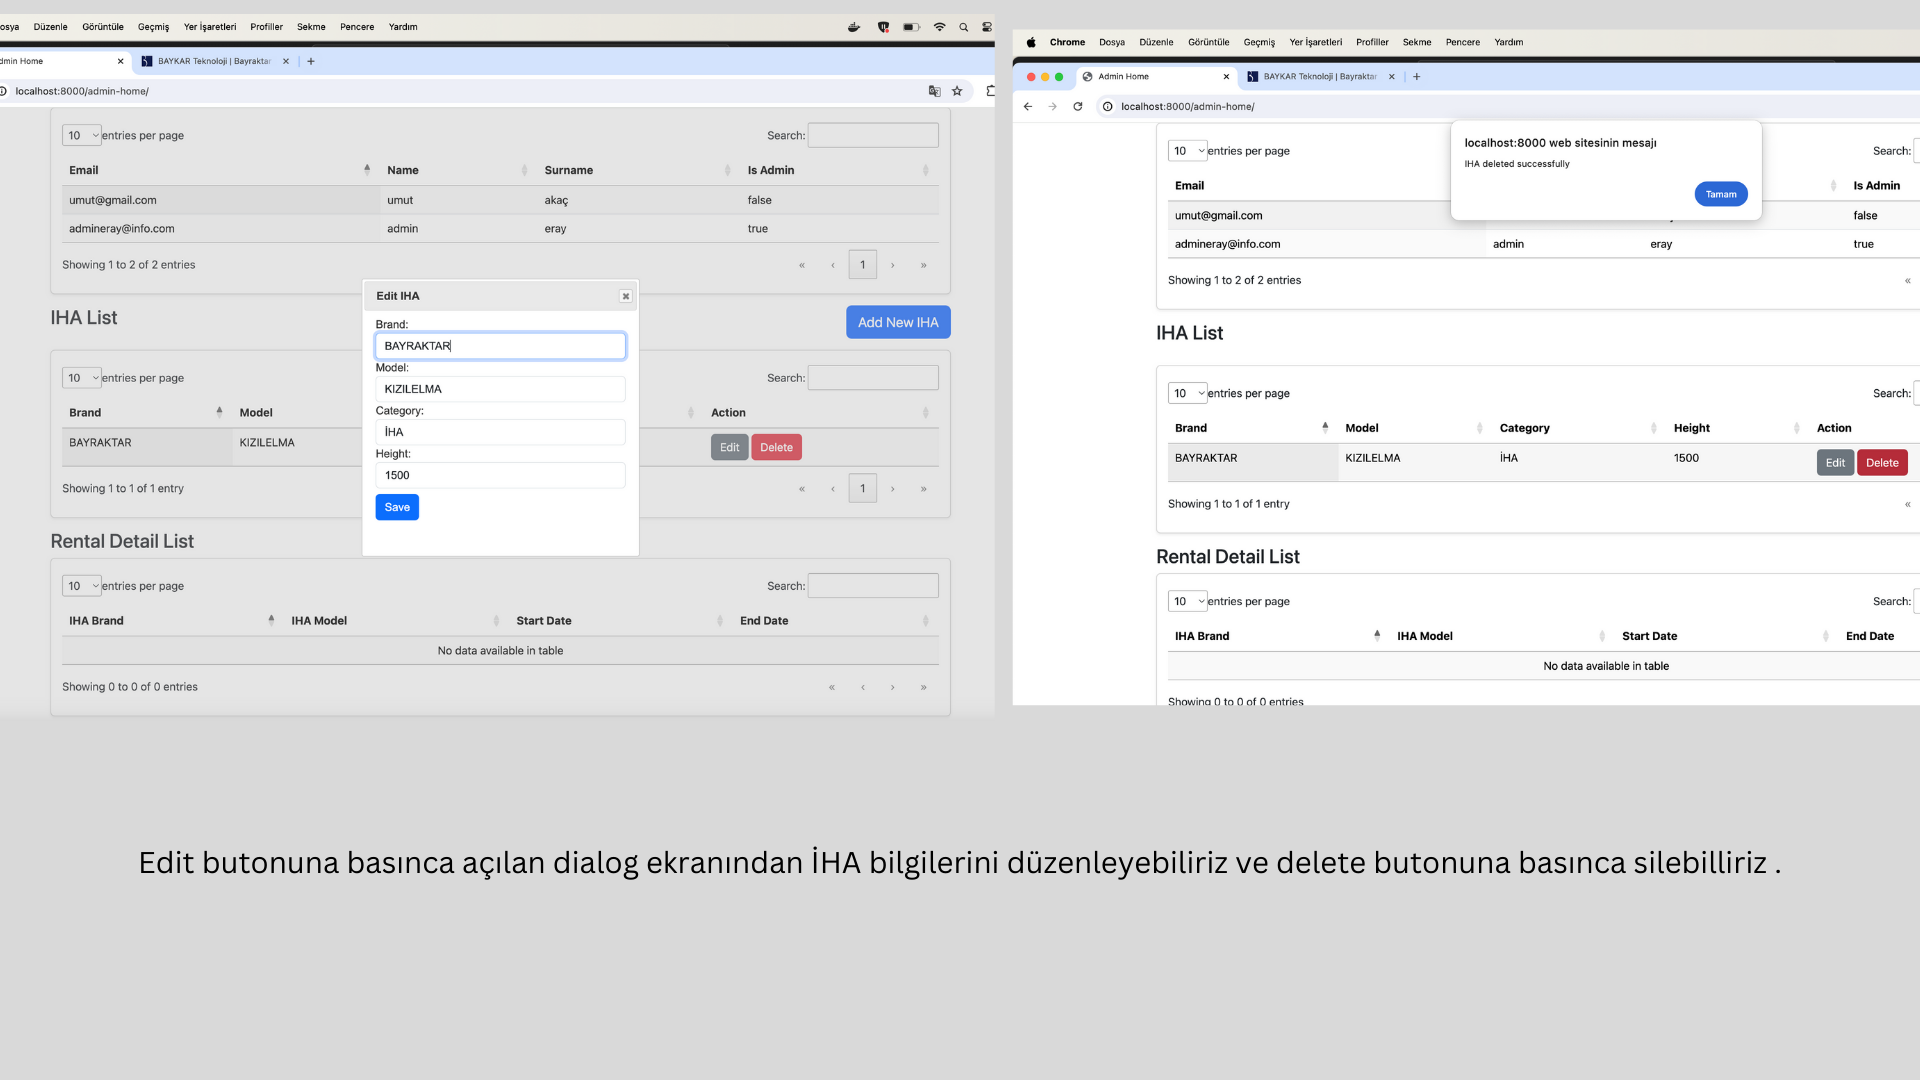 osya Düzenle Görüntüle Geçmiş Yer İşaretleri Profiller Sekme Pencere Yardım
dmin Home BAYKAR Teknoloji | Bayraktar
localhost:8000/admin-home/
10 entries per page Search:
Email Name Surname Is Admin
umut@gmail.com umut akaç false
admineray@info.com admin eray true
Showing 1 to 2 of 2 entries « ‹ 1 › »
Edit IHA
Brand:
BAYRAKTAR
Model:
KIZILELMA
Category:
İHA
Height:
1500
Save
IHA List Add New IHA
10 entries per page Search:
Brand Model Action
BAYRAKTAR KIZILELMA Edit Delete
Showing 1 to 1 of 1 entry « ‹ 1 › »
Rental Detail List
10 entries per page Search:
IHA Brand IHA Model Start Date End Date
No data available in table
Showing 0 to 0 of 0 entries « ‹ › »
Chrome Dosya Düzenle Görüntüle Geçmiş Yer İşaretleri Profiller Sekme Pencere Yardım
Admin Home BAYKAR Teknoloji | Bayraktar
localhost:8000/admin-home/
localhost:8000 web sitesinin mesajı
IHA deleted successfully
Tamam
10 entries per page Search:
Email Is Admin
umut@gmail.com false
admineray@info.com admin eray true
Showing 1 to 2 of 2 entries «
IHA List
10 entries per page Search:
Brand Model Category Height Action
BAYRAKTAR KIZILELMA İHA 1500 Edit Delete
Showing 1 to 1 of 1 entry «
Rental Detail List
10 entries per page Search:
IHA Brand IHA Model Start Date End Date
No data available in table
Showing 0 to 0 of 0 entries
Edit butonuna basınca açılan dialog ekranından İHA bilgilerini düzenleyebiliriz ve delete butonuna basınca silebilliriz .